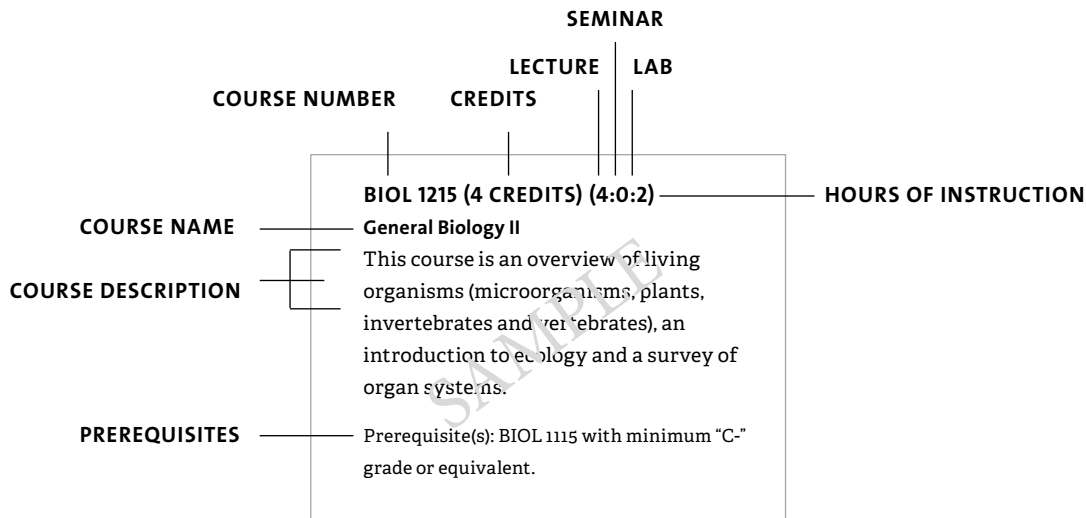 SEMINAR
LECTURE LAB
COURSE NUMBER CREDITS
BIOL 1215 (4 CREDITS) (4:0:2) HOURS OF INSTRUCTION
COURSE NAME General Biology II
This course is an overview of living
COURSE DESCRIPTION organisms (microorganisms, plants,
invertebrates and vertebrates), an
introduction to ecology and a survey of
organ systems.
SAMPLE
PREREQUISITES Prerequisite(s): BIOL 1115 with minimum “C-”
grade or equivalent.